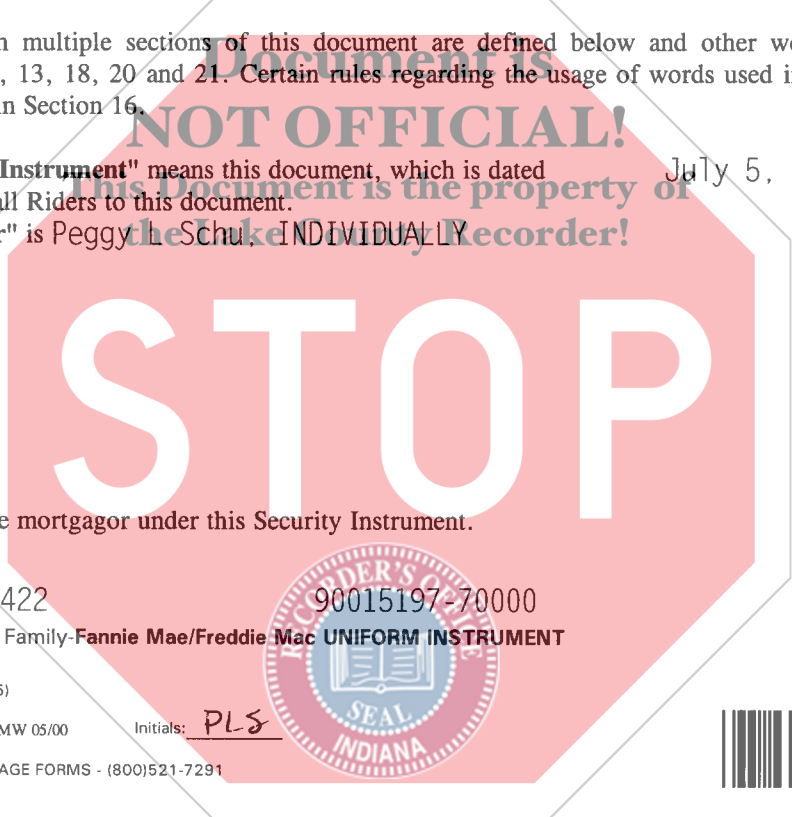 n multiple sections of this document are defined below and other wo
Document is
, 13, 18, 20 and 21. Certain rules regarding the usage of words used i
in Section 16.
NOT OFFICIAL!
Instrument" means this document, which is dated July 5,
This Document is the property of
all Riders to this document.
r" is Peggy L Schu, INDIVIDUALLY
the Lake County Recorder!
STOP
e mortgagor under this Security Instrument.
422 90015197-70000
Family-Fannie Mae/Freddie Mac UNIFORM INSTRUMENT
RECORDER'S OFFICE
5)
SEAL
MW 05/00 Initials: PLS
INDIANA
AGE FORMS - (800)521-7291